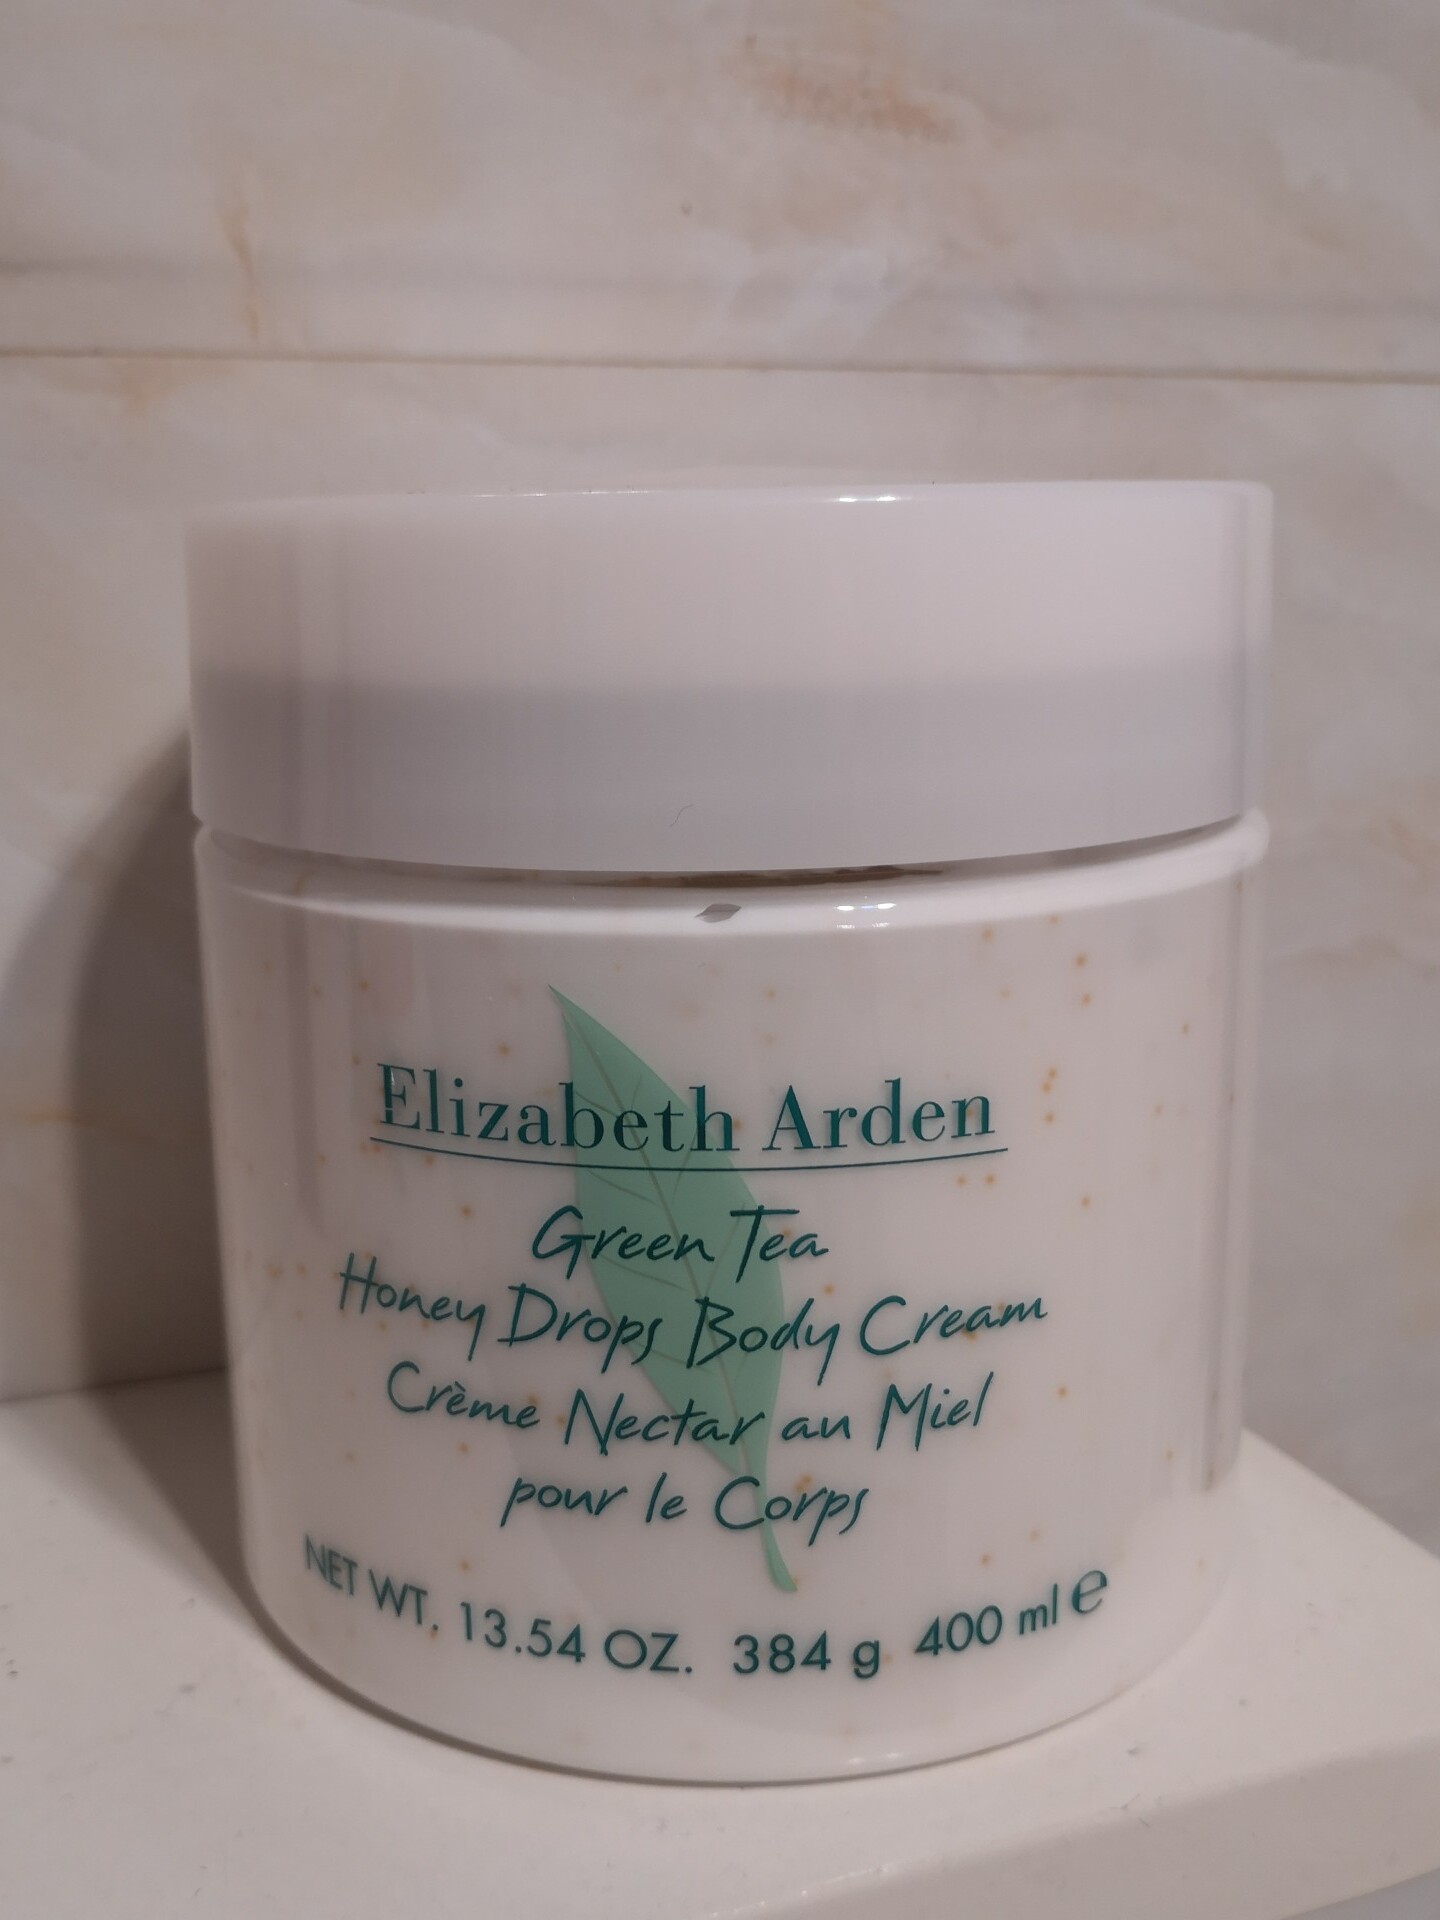 Elizabeth Arden
Green Tea
Honey Drops Body Cream
Crème Nectar au Miel
pour le Corps
NET WT. 13.54 OZ. 384 g 400 ml e